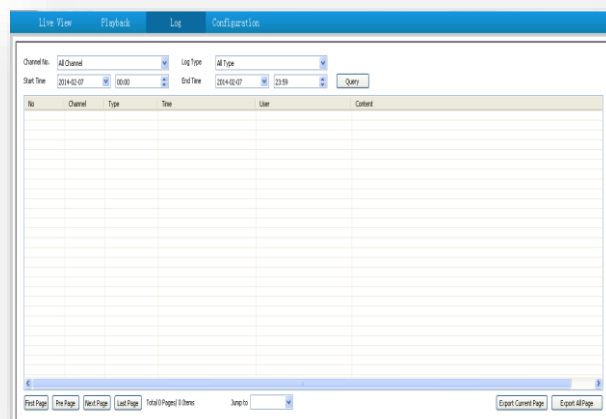 Live View Playback Log Configuration
Channel No. All Channel Log Type All Type
Start Time 2014-02-07 00:00 End Time 2014-02-07 23:59 Query
No Channel Type Time User Content
First Page Pre Page Next Page Last Page Total 0 Pages/ 0 Items Jump to Export Current Page Export All Page